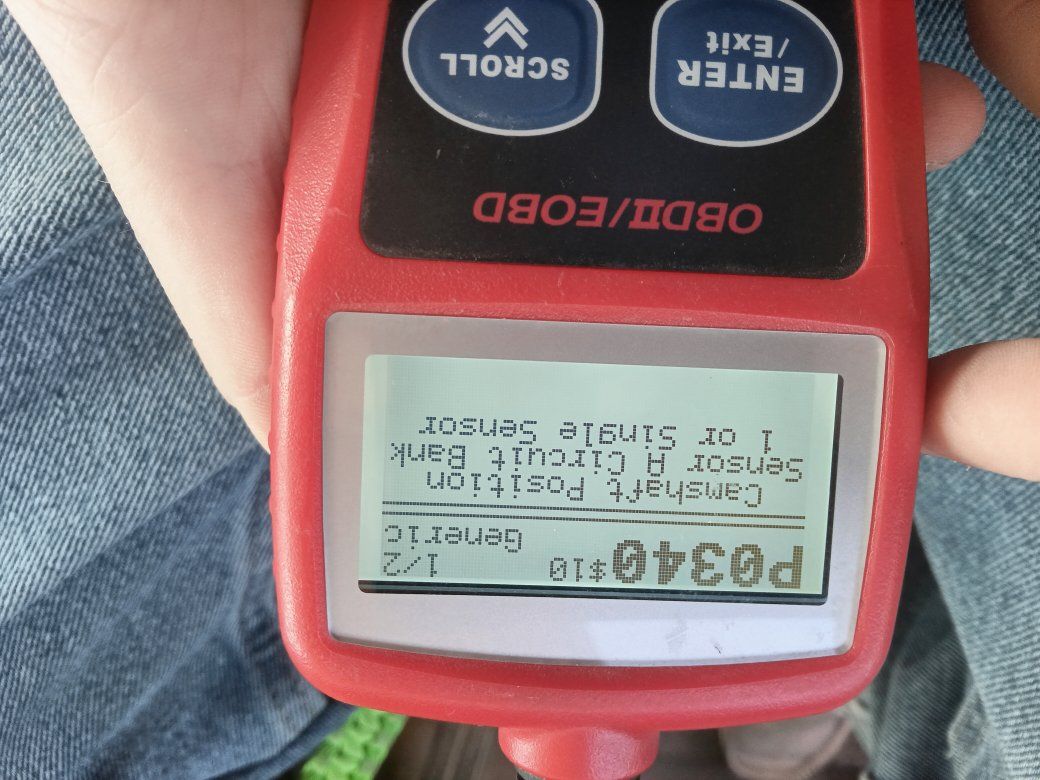 P0340 $10 1/2
Generic
Camshaft Position
Sensor A Circuit Bank
1 or Single Sensor
OBDII/EOBD
ENTER
/Exit
SCROLL